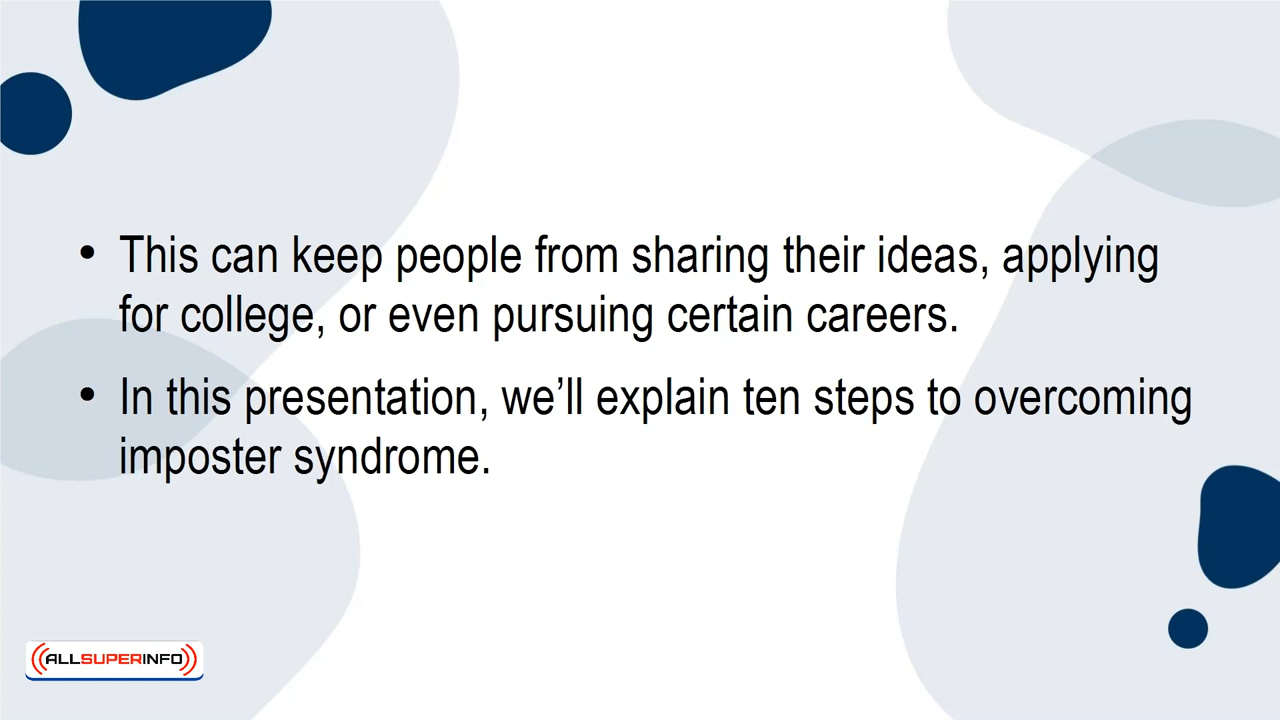 • This can keep people from sharing their ideas, applying
for college, or even pursuing certain careers.
• In this presentation, we’ll explain ten steps to overcoming
imposter syndrome.
ALLSUPERINFO